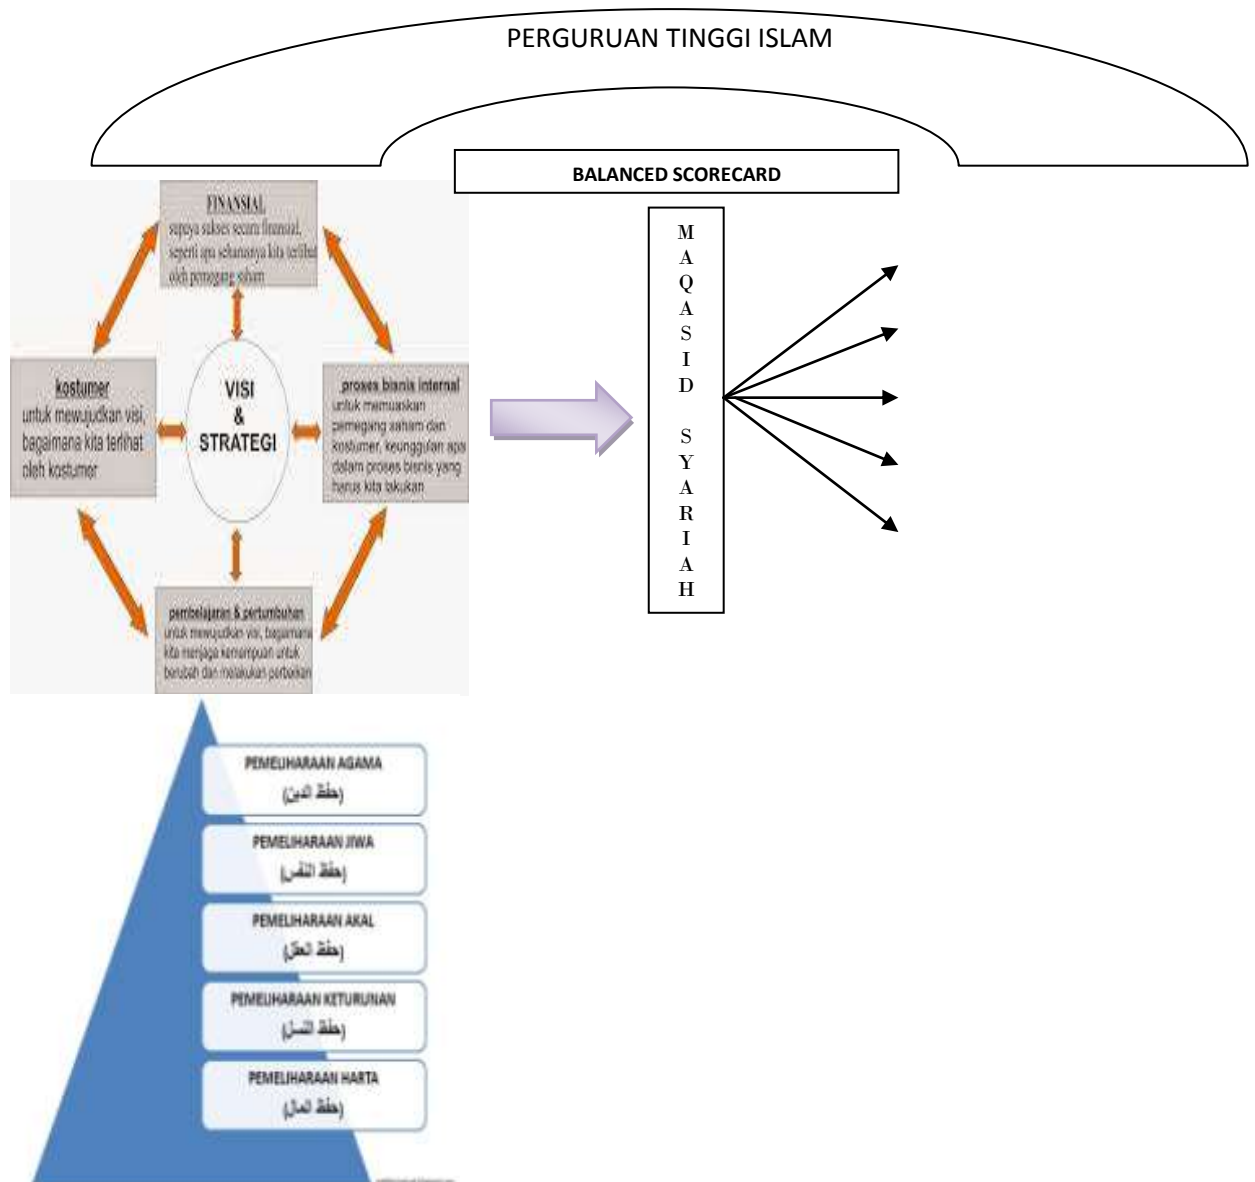 PERGURUAN TINGGI ISLAM
BALANCED SCORECARD
FINANSIAL
supaya sukses secara finansial,
seperti apa seharusnya kita terlihat
oleh pemegang saham
kostumer
untuk mewujudkan visi,
bagaimana kita terlihat
oleh kostumer
VISI
&
STRATEGI
proses bisnis internal
untuk memuaskan
pemegang saham dan
kostumer, keunggulan apa
dalam proses bisnis yang
harus kita lakukan
pembelajaran & pertumbuhan
untuk mewujudkan visi, bagaimana
kita menjaga kemampuan untuk
berubah dan melakukan perbaikan
M
A
Q
A
S
I
D
S
Y
A
R
I
A
H
PEMELIHARAAN AGAMA
(حفظ الدين)
PEMELIHARAAN JIWA
(حفظ النفس)
PEMELIHARAAN AKAL
(حفظ العقل)
PEMELIHARAAN KETURUNAN
(حفظ النسل)
PEMELIHARAAN HARTA
(حفظ المال)